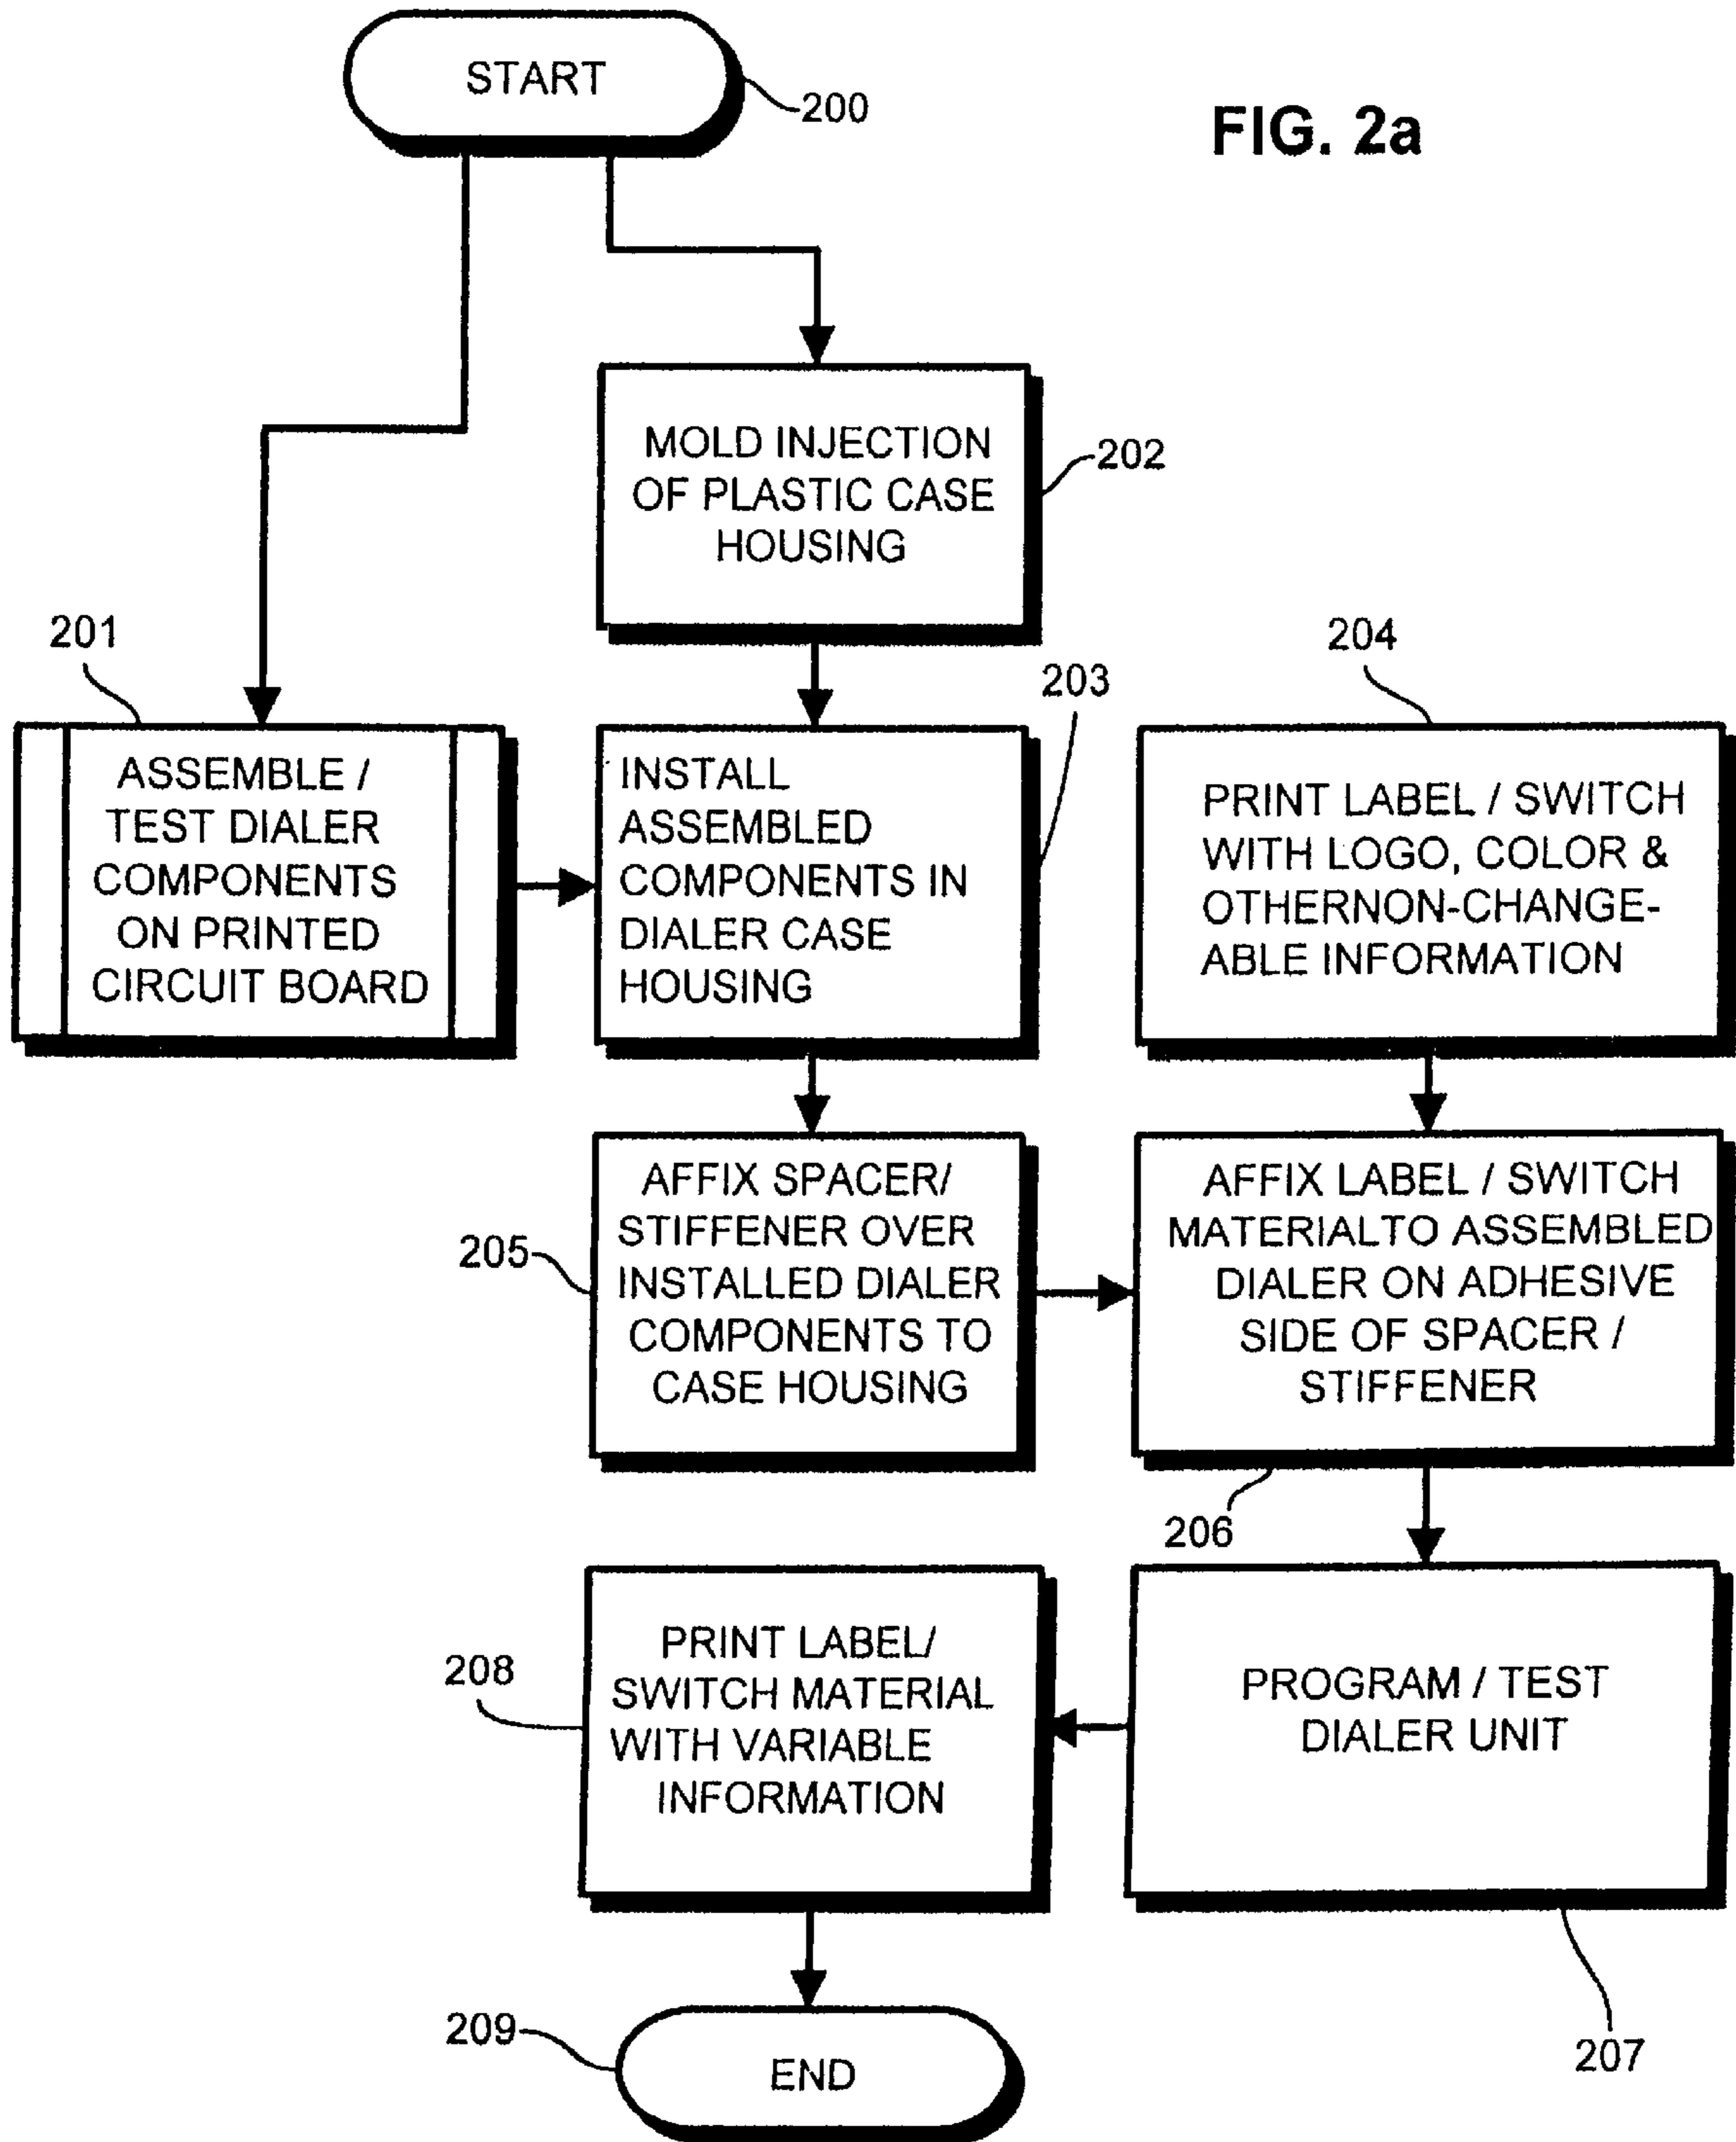 START
200
FIG. 2a
MOLD INJECTION
OF PLASTIC CASE
HOUSING
202
201
ASSEMBLE /
TEST DIALER
COMPONENTS
ON PRINTED
CIRCUIT BOARD
203
INSTALL
ASSEMBLED
COMPONENTS IN
DIALER CASE
HOUSING
204
PRINT LABEL / SWITCH
WITH LOGO, COLOR &
OTHERNON-CHANGE-
ABLE INFORMATION
205
AFFIX SPACER/
STIFFENER OVER
INSTALLED DIALER
COMPONENTS TO
CASE HOUSING
AFFIX LABEL / SWITCH
MATERIALTO ASSEMBLED
DIALER ON ADHESIVE
SIDE OF SPACER /
STIFFENER
206
208
PRINT LABEL/
SWITCH MATERIAL
WITH VARIABLE
INFORMATION
PROGRAM / TEST
DIALER UNIT
207
209
END